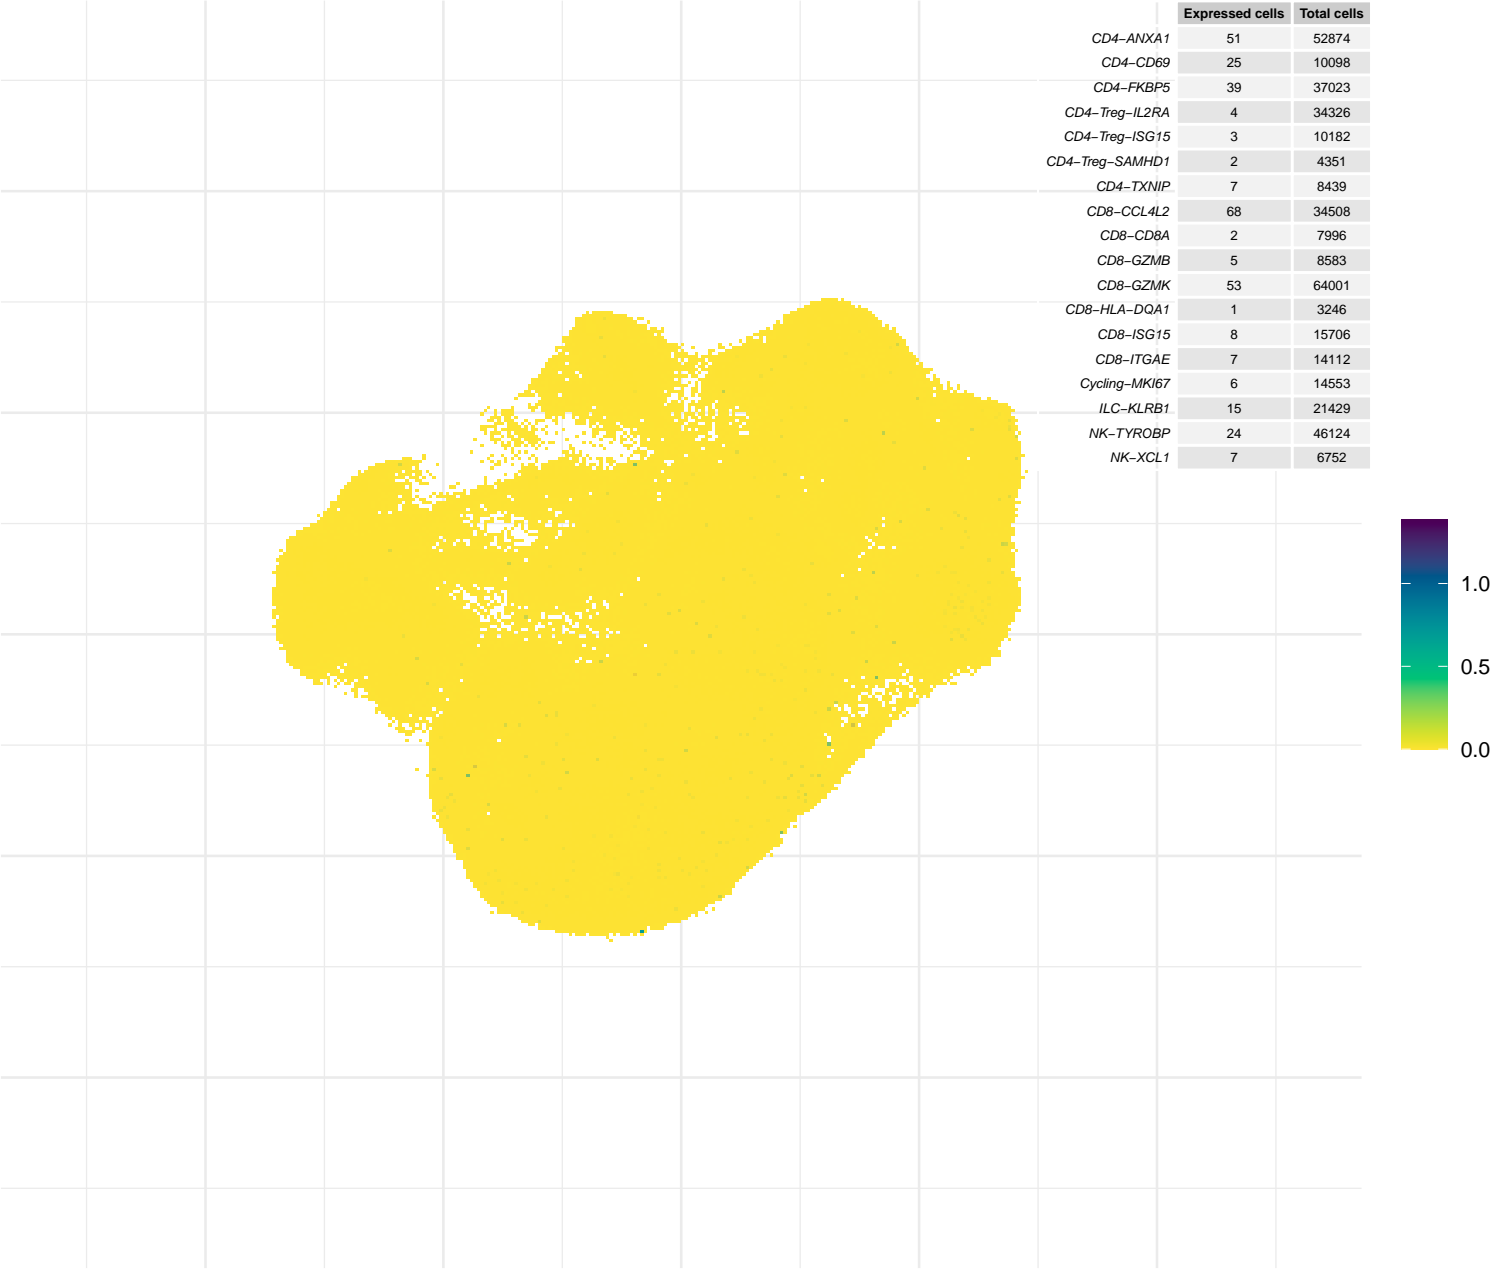 Expressed cells Total cells
CD4−ANXA1 51 52874
CD4−CD69 25 10098
CD4−FKBP5 39 37023
CD4−Treg−IL2RA 4 34326
CD4−Treg−ISG15 3 10182
CD4−Treg−SAMHD1 2 4351
CD4−TXNIP 7 8439
CD8−CCL4L2 68 34508
CD8−CD8A 2 7996
CD8−GZMB 5 8583
CD8−GZMK 53 64001
CD8−HLA−DQA1 1 3246
CD8−ISG15 8 15706
CD8−ITGAE 7 14112
Cycling−MKI67 6 14553
ILC−KLRB1 15 21429
NK−TYROBP 24 46124
NK−XCL1 7 6752
1.0
0.5
0.0